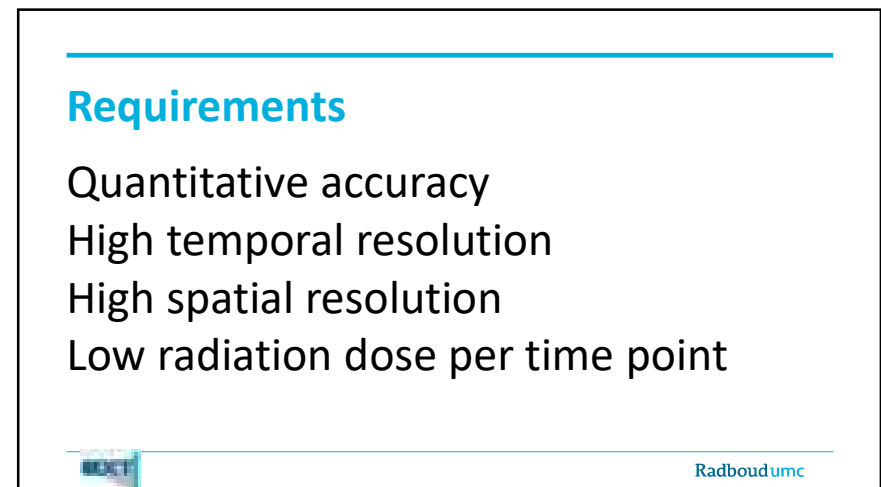 Requirements
Quantitative accuracy
High temporal resolution
High spatial resolution
Low radiation dose per time point
Radboudumc